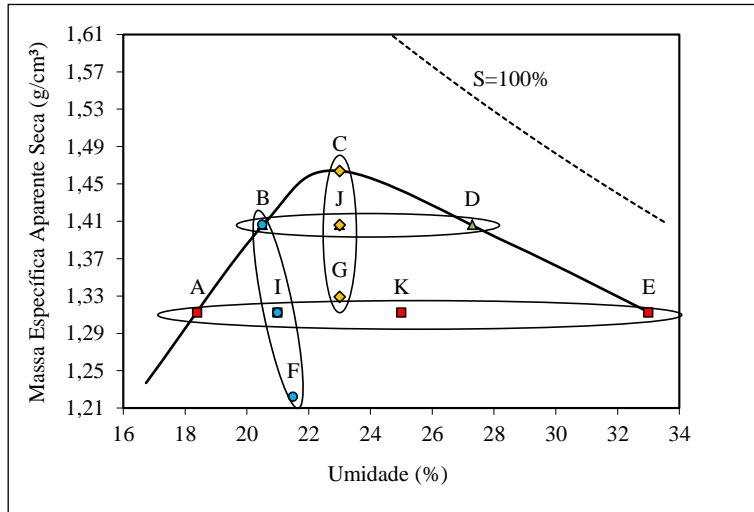 1,61
1,57
1,53
1,49
1,45
1,41
1,37
1,33
1,29
1,25
1,21
Massa Específica Aparente Seca (g/cm³)
S=100%
C
B
J
D
G
A
I
K
E
F
16 18 20 22 24 26 28 30 32 34
Umidade (%)